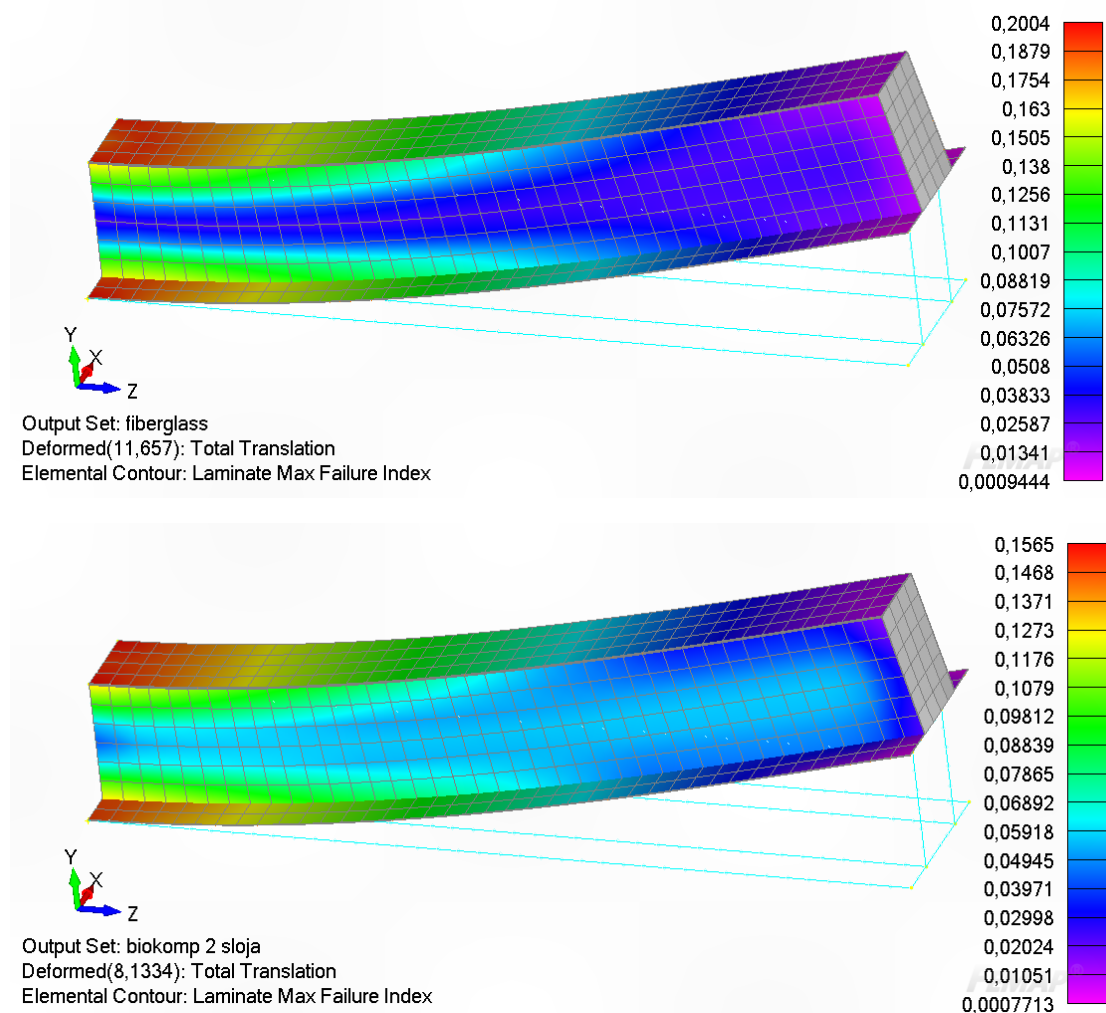 0,2004
0,1879
0,1754
0,163
0,1505
0,138
0,1256
0,1131
0,1007
0,08819
0,07572
0,06326
0,0508
0,03833
0,02587
0,01341
0,0009444
Y
X
Z
Output Set: fiberglass
Deformed(11,657): Total Translation
Elemental Contour: Laminate Max Failure Index
FEMAP®
0,1565
0,1468
0,1371
0,1273
0,1176
0,1079
0,09812
0,08839
0,07865
0,06892
0,05918
0,04945
0,03971
0,02998
0,02024
0,01051
0,0007713
Y
X
Z
Output Set: biokomp 2 sloja
Deformed(8,1334): Total Translation
Elemental Contour: Laminate Max Failure Index
FEMAP®